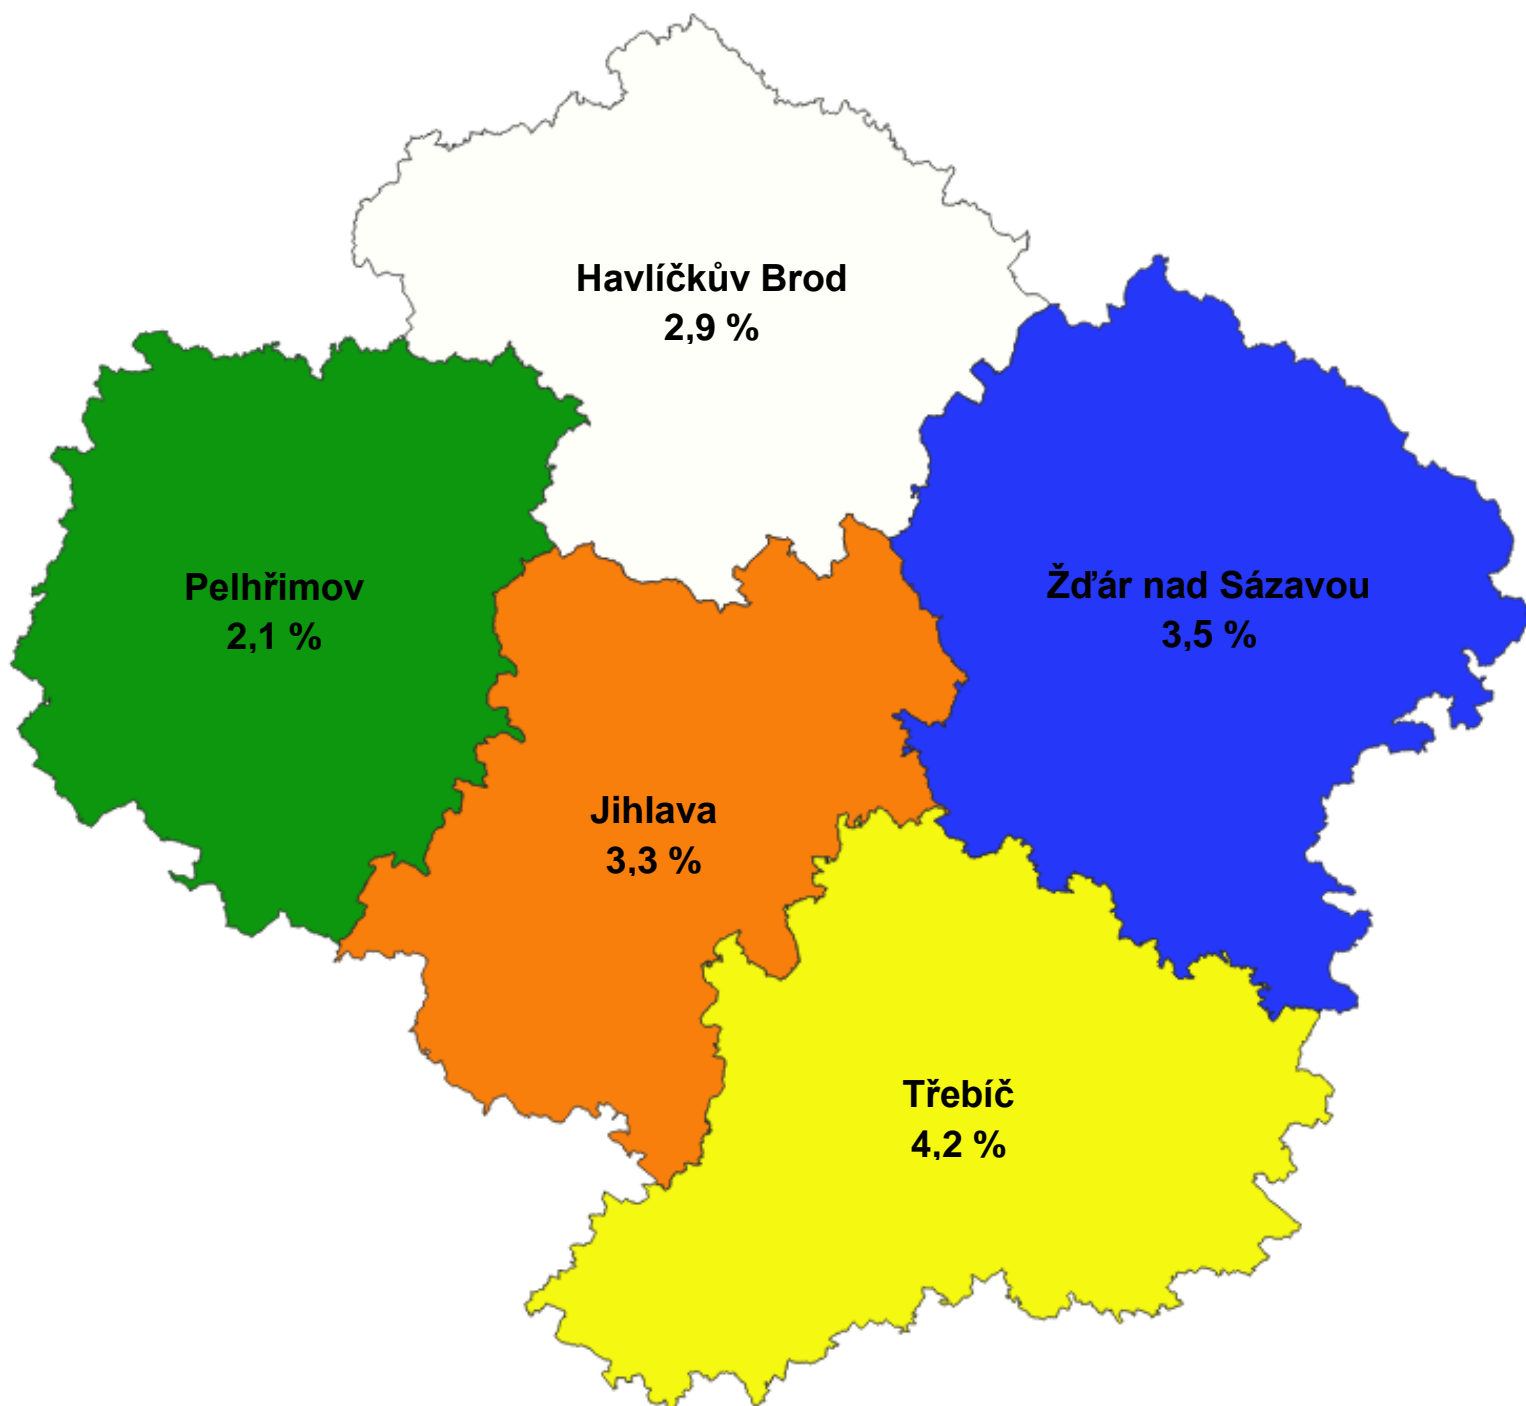 Havlíčkův Brod
2,9 %
Pelhřimov
2,1 %
Žďár nad Sázavou
3,5 %
Jihlava
3,3 %
Třebíč
4,2 %